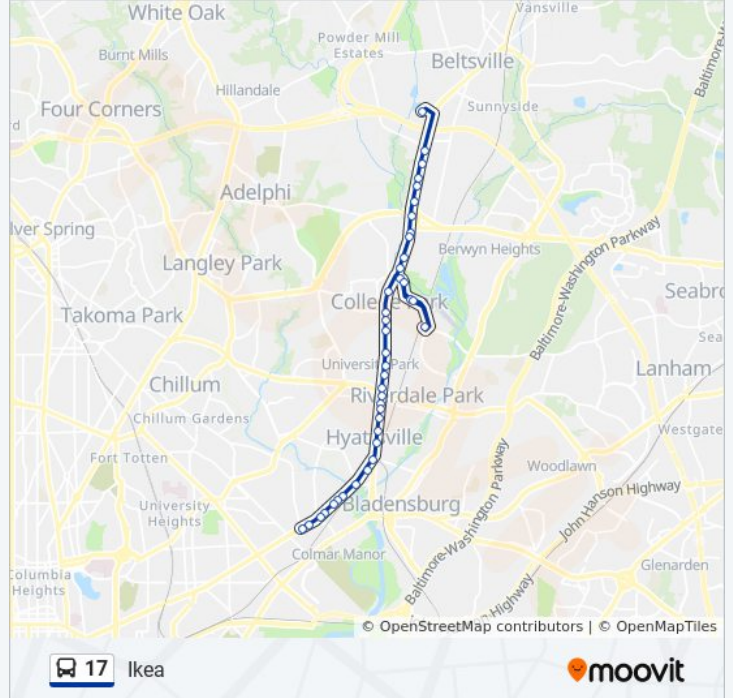 White Oak
Vansville
Powder Mill
Estates
Burnt Mills
Beltsville
Baltimore-W
Hillandale
Four Corners
Sunnyside
rd
Adelphi
lver Spring
Berwyn Heights
Baltimore-Washington Parkway
Langley Park
College Park
Seabro
Takoma Park
Sea
University Park
Lanham
Chillum
Riverdale Park
Chillum Gardens
Westgate
Hyattsville
Fort Totten
Woodlawn
Baltimore-Washington Parkway
John Hanson Highway
University
Heights
Bladensburg
Colmar Manor
Glenarden
olumbia
Heights
n Highway
© OpenStreetMap contributors | © OpenMapTiles
17 Ikea
moovit